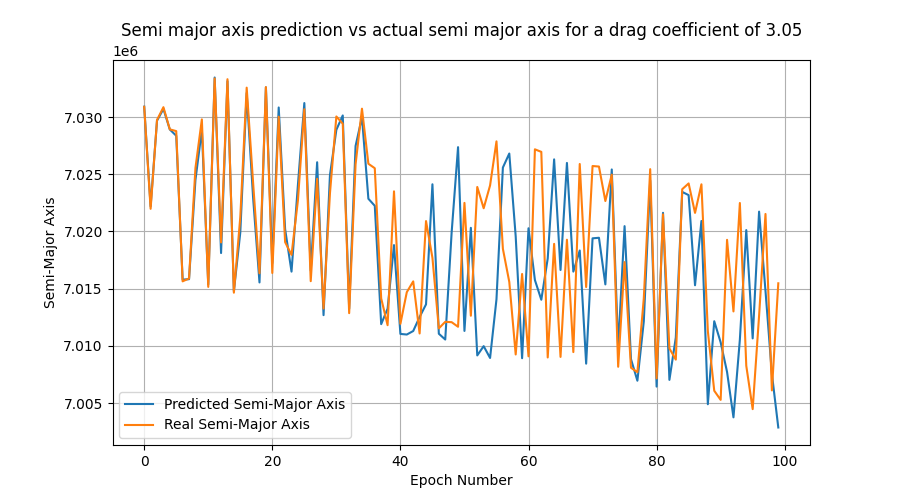 Semi major axis prediction vs actual semi major axis for a drag coefficient of 3.05
1e6
7.030
7.025
7.020
7.015
7.010
7.005
Semi-Major Axis
Predicted Semi-Major Axis
Real Semi-Major Axis
0 20 40 60 80 100
Epoch Number